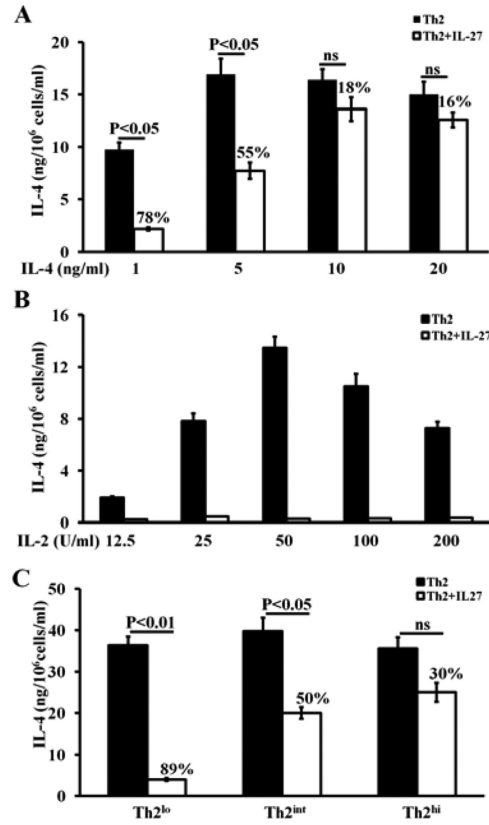 A
Th2
Th2+IL-27
IL-4 (ng/10⁶ cells/ml)
20
15
10
5
0
P<0.05
78%
P<0.05
55%
ns
18%
ns
16%
IL-4 (ng/ml) 1 5 10 20
B
Th2
Th2+IL-27
IL-4 (ng/10⁶ cells/ml)
16
12
8
4
0
IL-2 (U/ml) 12.5 25 50 100 200
C
Th2
Th2+IL27
IL-4 (ng/10⁶cells/ml)
50
40
30
20
10
0
P<0.01
89%
P<0.05
50%
ns
30%
Th2ˡᵒ Th2ⁱⁿᵗ Th2ʰⁱ